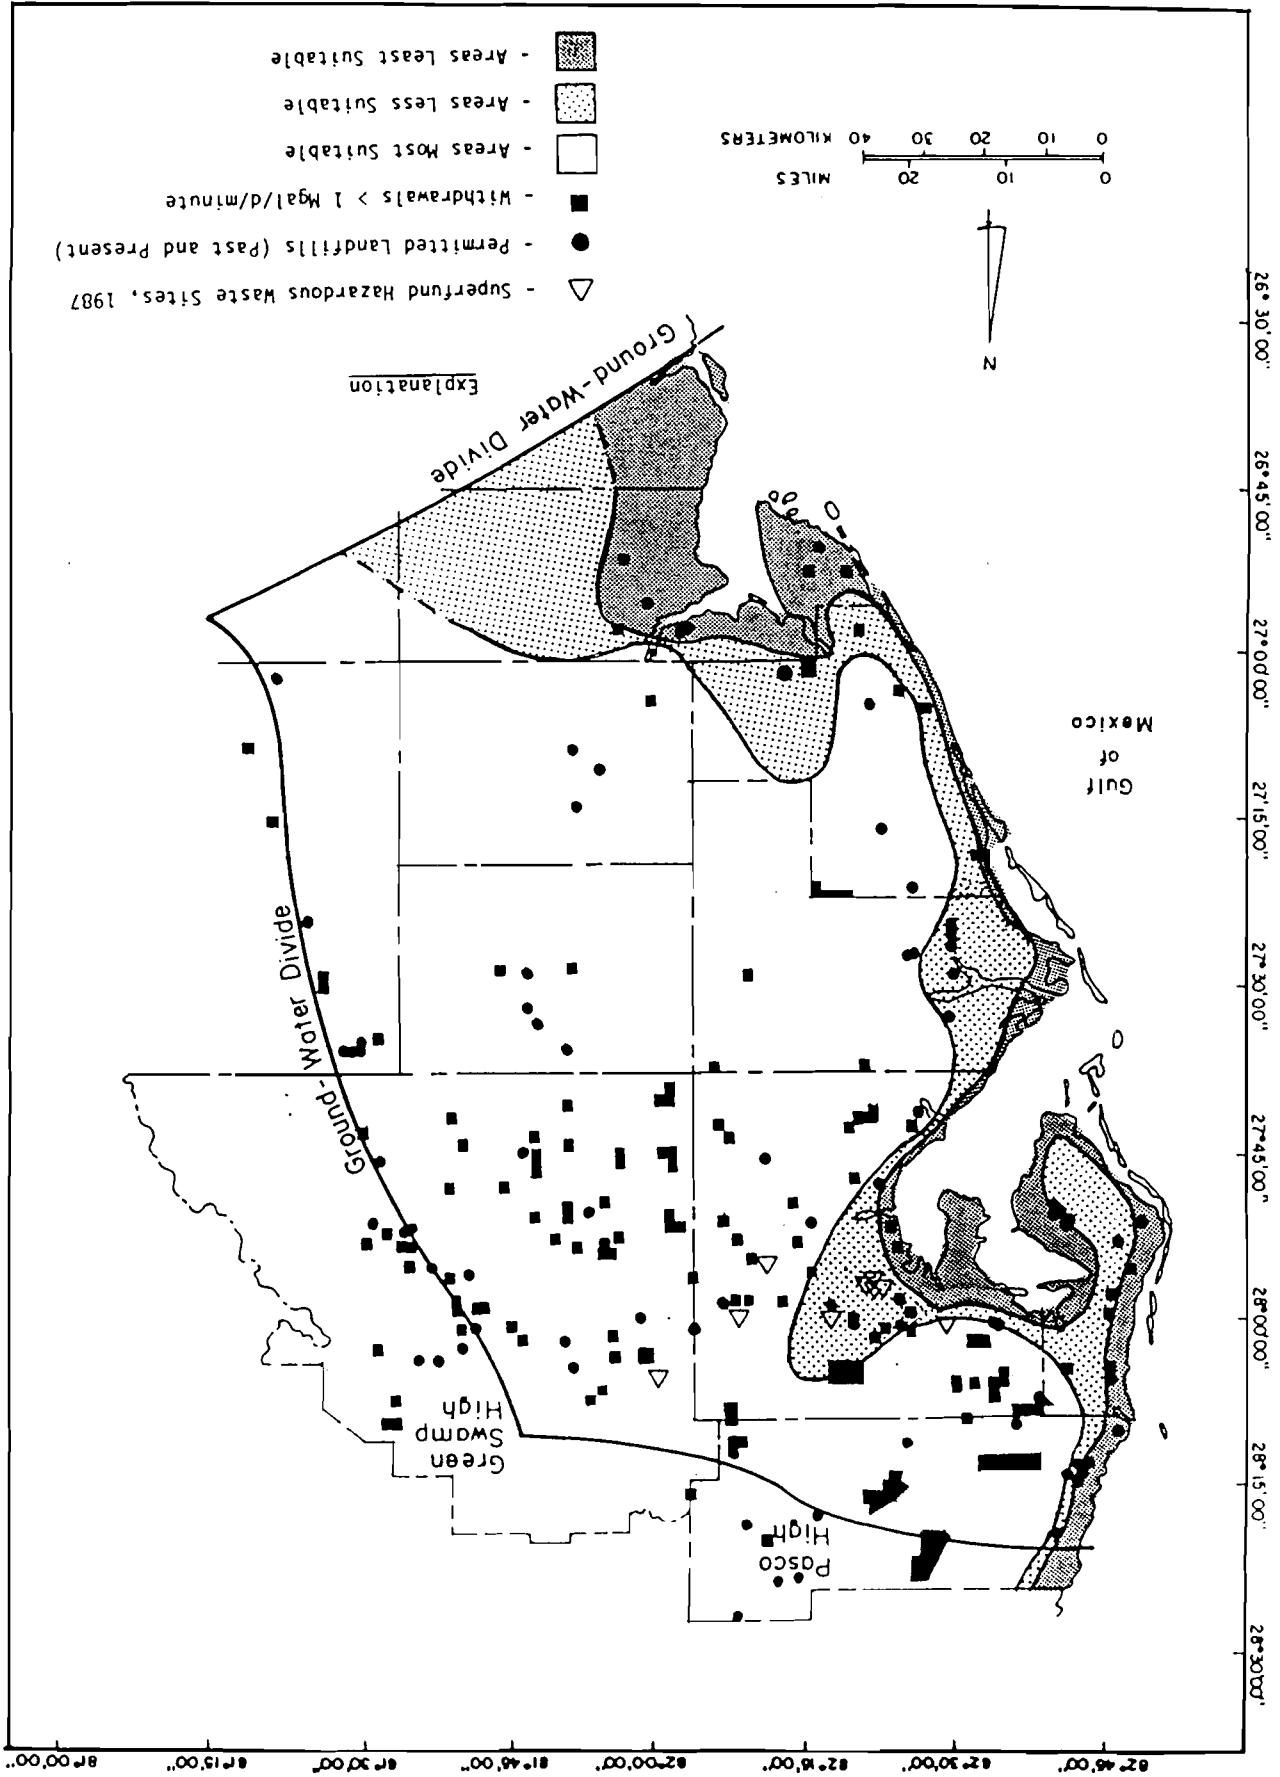 82°45'00" 82°30'00" 82°15'00" 82°00'00" 81°45'00" 81°30'00" 81°15'00" 81°00'00"
28°30'00"
28°15'00"
28°00'00"
27°45'00"
27°30'00"
27°15'00"
27°00'00"
26°45'00"
26°30'00"
Pasco
High
Green
Swamp
High
Ground-Water Divide
Gulf
of
Mexico
Ground-Water Divide
Explanation
N
0 10 20 MILES
0 10 20 30 40 KILOMETERS
- Superfund Hazardous Waste Sites, 1987
- Permitted Landfills (Past and Present)
- Withdrawals > 1 Mgal/d/minute
- Areas Most Suitable
- Areas Less Suitable
- Areas Least Suitable